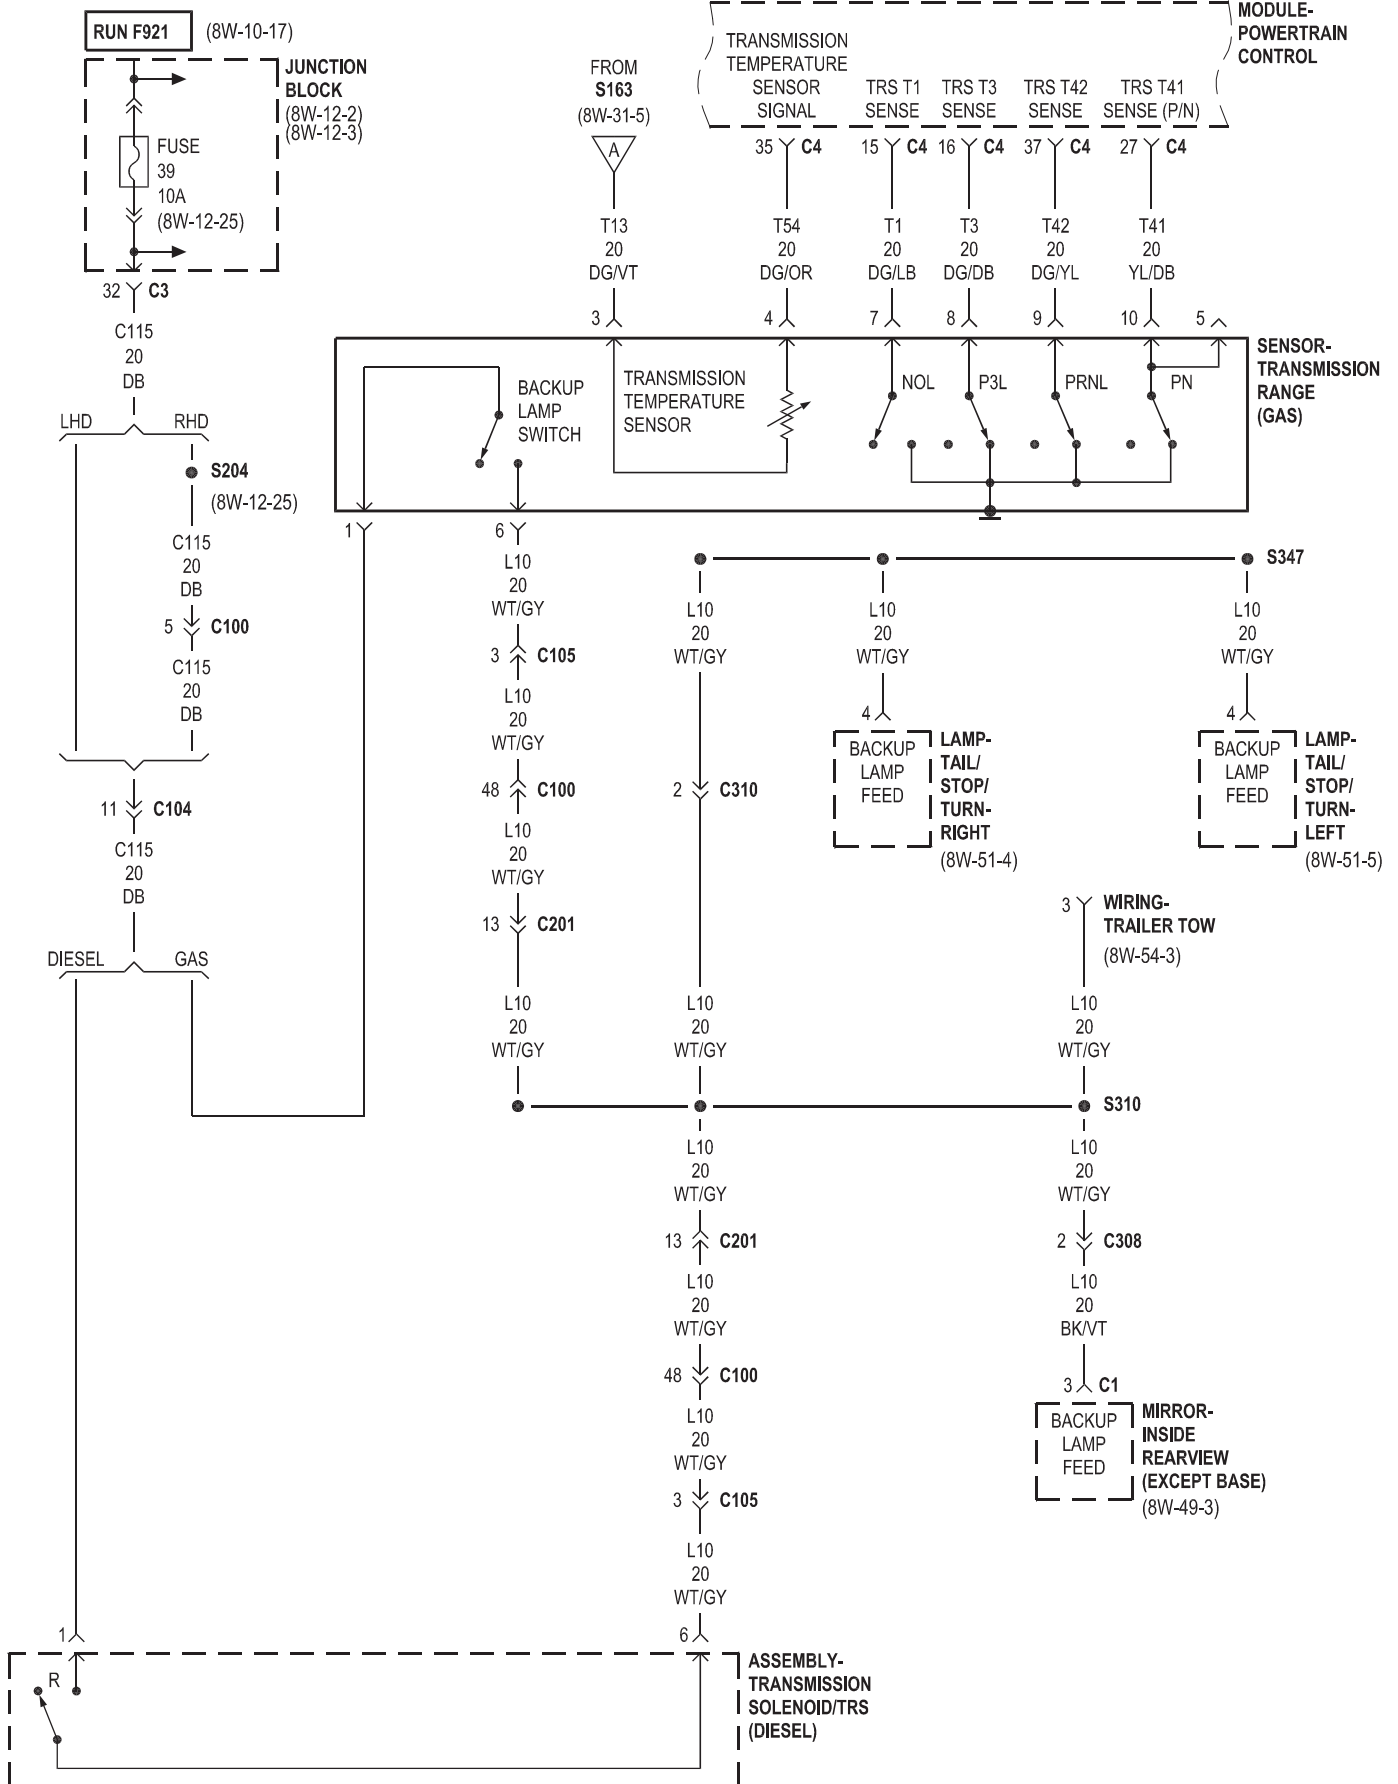 RUN F921 (8W-10-17)
JUNCTION
BLOCK
(8W-12-2)
(8W-12-3)
FUSE
39
10A
(8W-12-25)
32 C3
C115
20
DB
LHD RHD
S204
(8W-12-25)
C115
20
DB
5 C100
C115
20
DB
11 C104
C115
20
DB
DIESEL GAS
FROM
S163
(8W-31-5)
A
T13
20
DG/VT
3
MODULE-
POWERTRAIN
CONTROL
TRANSMISSION
TEMPERATURE
SENSOR
SIGNAL
TRS T1
SENSE
TRS T3
SENSE
TRS T42
SENSE
TRS T41
SENSE (P/N)
35 C4
15 C4
16 C4
37 C4
27 C4
T54
20
DG/OR
T1
20
DG/LB
T3
20
DG/DB
T42
20
DG/YL
T41
20
YL/DB
4
7
8
9
10
5
SENSOR-
TRANSMISSION
RANGE
(GAS)
BACKUP
LAMP
SWITCH
TRANSMISSION
TEMPERATURE
SENSOR
NOL
P3L
PRNL
PN
1
6
L10
20
WT/GY
3 C105
L10
20
WT/GY
48 C100
L10
20
WT/GY
13 C201
L10
20
WT/GY
S347
L10
20
WT/GY
L10
20
WT/GY
L10
20
WT/GY
4
BACKUP
LAMP
FEED
LAMP-
TAIL/
STOP/
TURN-
RIGHT
(8W-51-4)
4
BACKUP
LAMP
FEED
LAMP-
TAIL/
STOP/
TURN-
LEFT
(8W-51-5)
2 C310
L10
20
WT/GY
3 WIRING-
TRAILER TOW
(8W-54-3)
L10
20
WT/GY
S310
L10
20
WT/GY
L10
20
WT/GY
13 C201
2 C308
L10
20
WT/GY
L10
20
BK/VT
48 C100
3 C1
BACKUP
LAMP
FEED
MIRROR-
INSIDE
REARVIEW
(EXCEPT BASE)
(8W-49-3)
L10
20
WT/GY
3 C105
L10
20
WT/GY
1
6
R
ASSEMBLY-
TRANSMISSION
SOLENOID/TRS
(DIESEL)